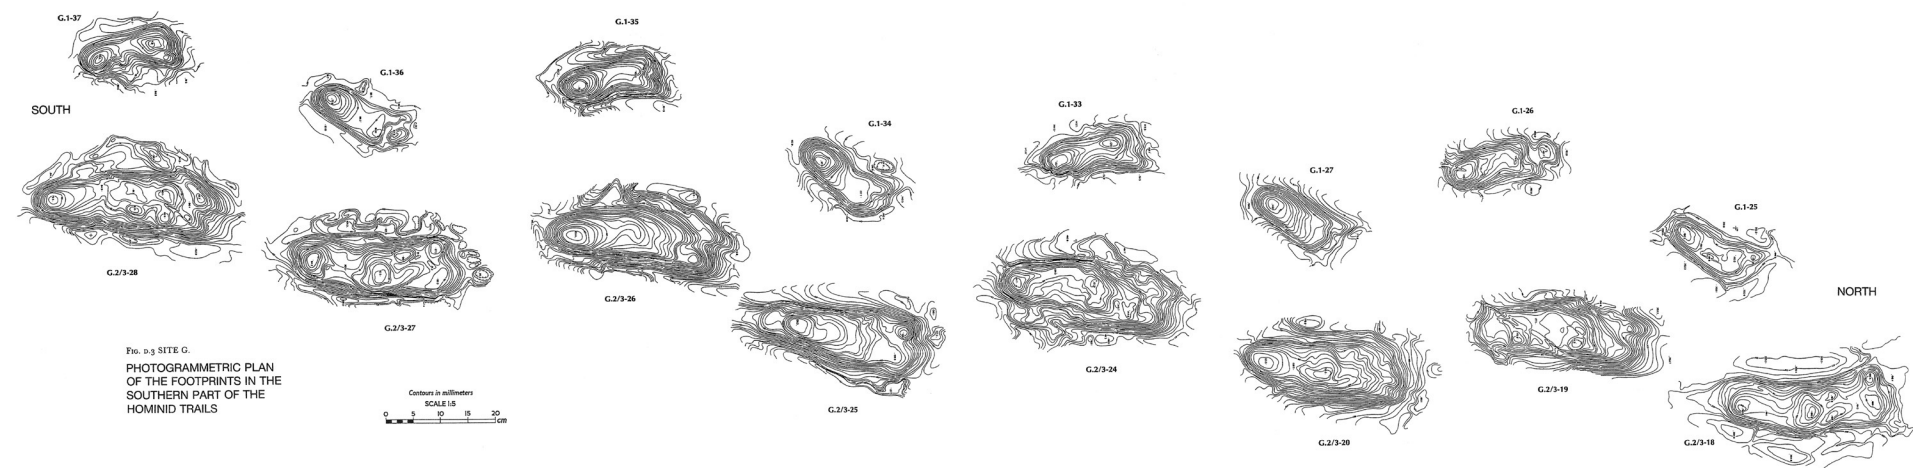 G.1-37
G.1-35
G.1-36
G.1-33
SOUTH
G.1-26
G.1-34
G.1-27
G.1-25
G.2/3-28
NORTH
G.2/3-26
G.2/3-27
FIG. D.3 SITE G.
PHOTOGRAMMETRIC PLAN
OF THE FOOTPRINTS IN THE
SOUTHERN PART OF THE
HOMINID TRAILS
G.2/3-24
G.2/3-19
Contours in millimeters
SCALE 1:5
0 5 10 15 20 cm
G.2/3-25
G.2/3-20
G.2/3-18